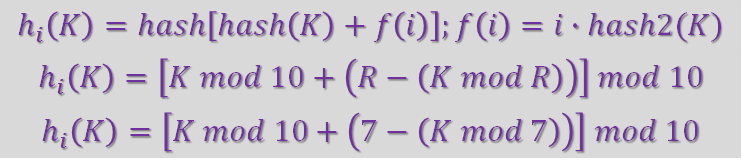 hᵢ(K) = hash[hash(K) + f(i)]; f(i) = i · hash2(K)
hᵢ(K) = [K mod 10 + (R − (K mod R))] mod 10
hᵢ(K) = [K mod 10 + (7 − (K mod 7))] mod 10